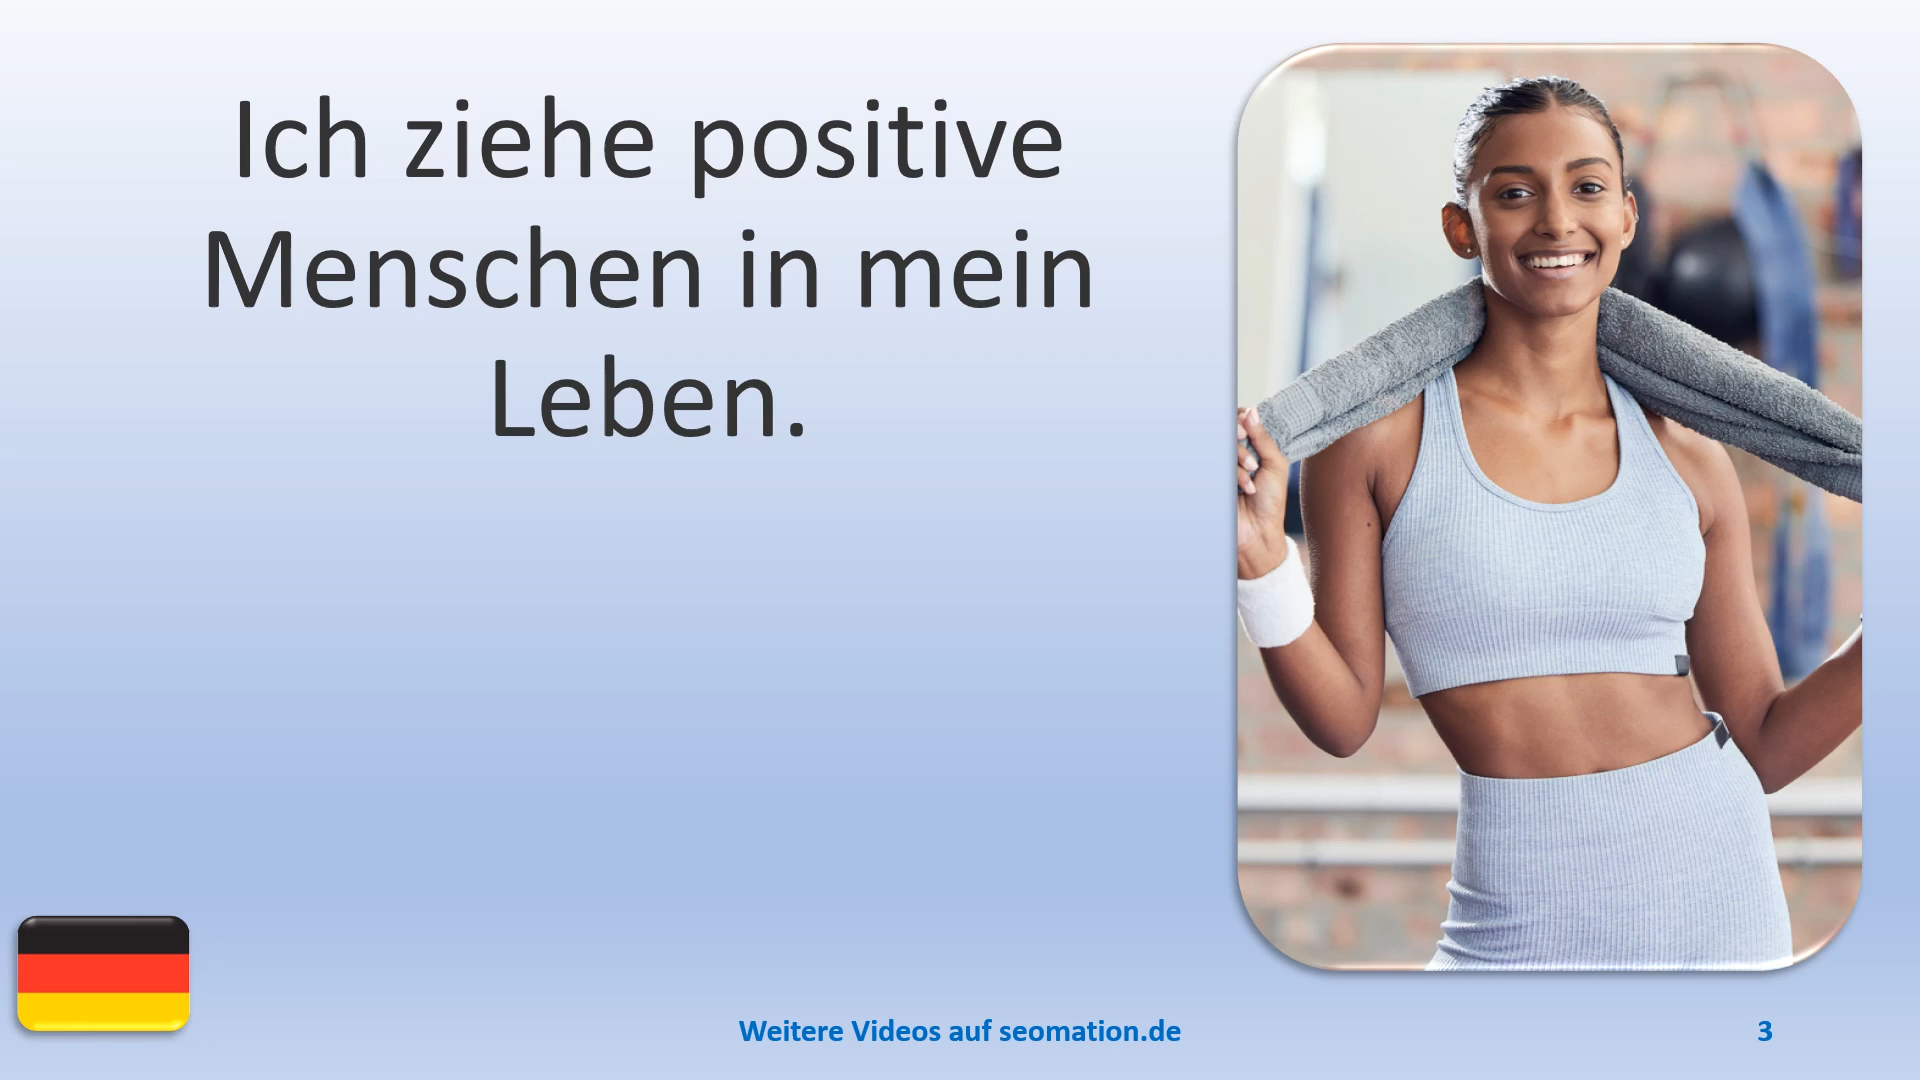 Ich ziehe positive
Menschen in mein
Leben.
Weitere Videos auf seomation.de
3